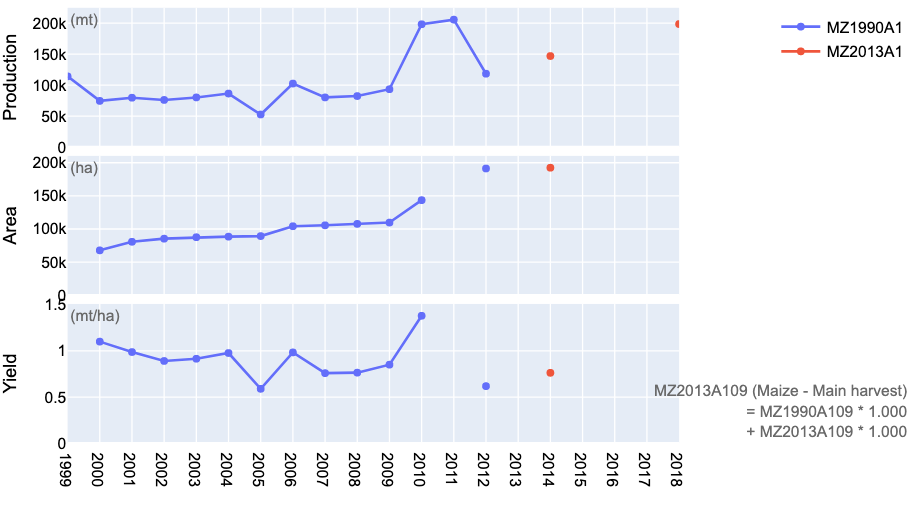 (mt)
MZ1990A1
MZ2013A1
Production
200k
150k
100k
50k
0
(ha)
Area
200k
150k
100k
50k
0
(mt/ha)
Yield
1.5
1
0.5
0
MZ2013A109 (Maize - Main harvest)
= MZ1990A109 * 1.000
+ MZ2013A109 * 1.000
1999 2000 2001 2002 2003 2004 2005 2006 2007 2008 2009 2010 2011 2012 2013 2014 2015 2016 2017 2018